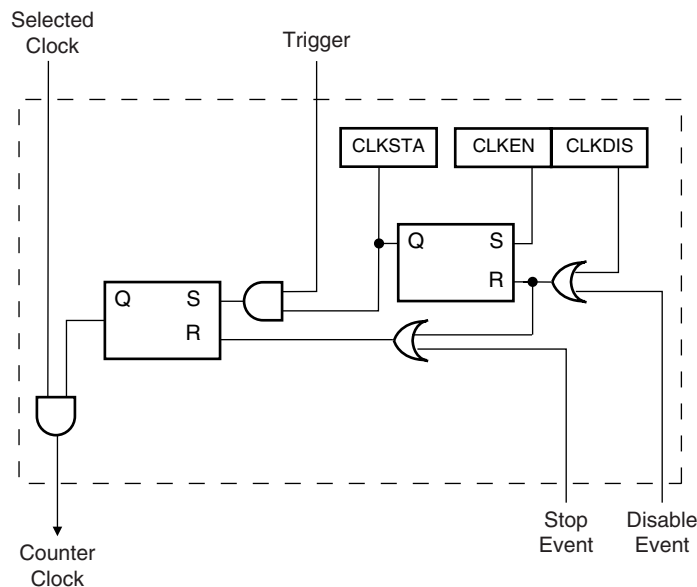 Selected
Clock
Trigger
CLKSTA
CLKEN
CLKDIS
Q
S
R
Q
S
R
Stop
Event
Disable
Event
Counter
Clock